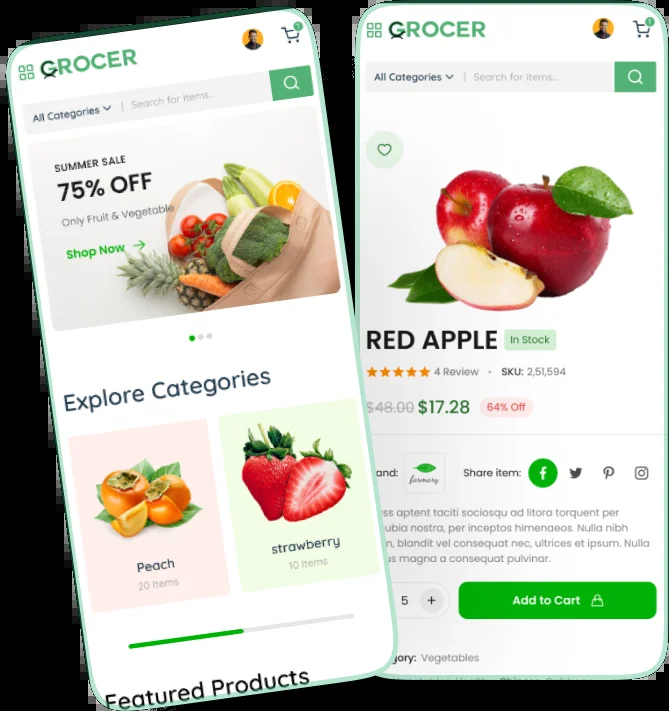 GROCER
1
All Categories
Search for items...
SUMMER SALE
75% OFF
Only Fruit & Vegetable
Shop Now
Explore Categories
Peach
20 Items
strawberry
10 Items
Featured Products
GROCER
1
All Categories
Search for items...
RED APPLE
In Stock
4 Review
SKU: 2,51,594
$48.00 $17.28
64% Off
and:
farmary
Share item:
ss aptent taciti sociosqu ad litora torquent per
ubia nostra, per inceptos himenaeos. Nulla nibh
n, blandit vel consequat nec, ultrices et ipsum. Nulla
us magna a consequat pulvinar.
5 +
Add to Cart
gory: Vegetables